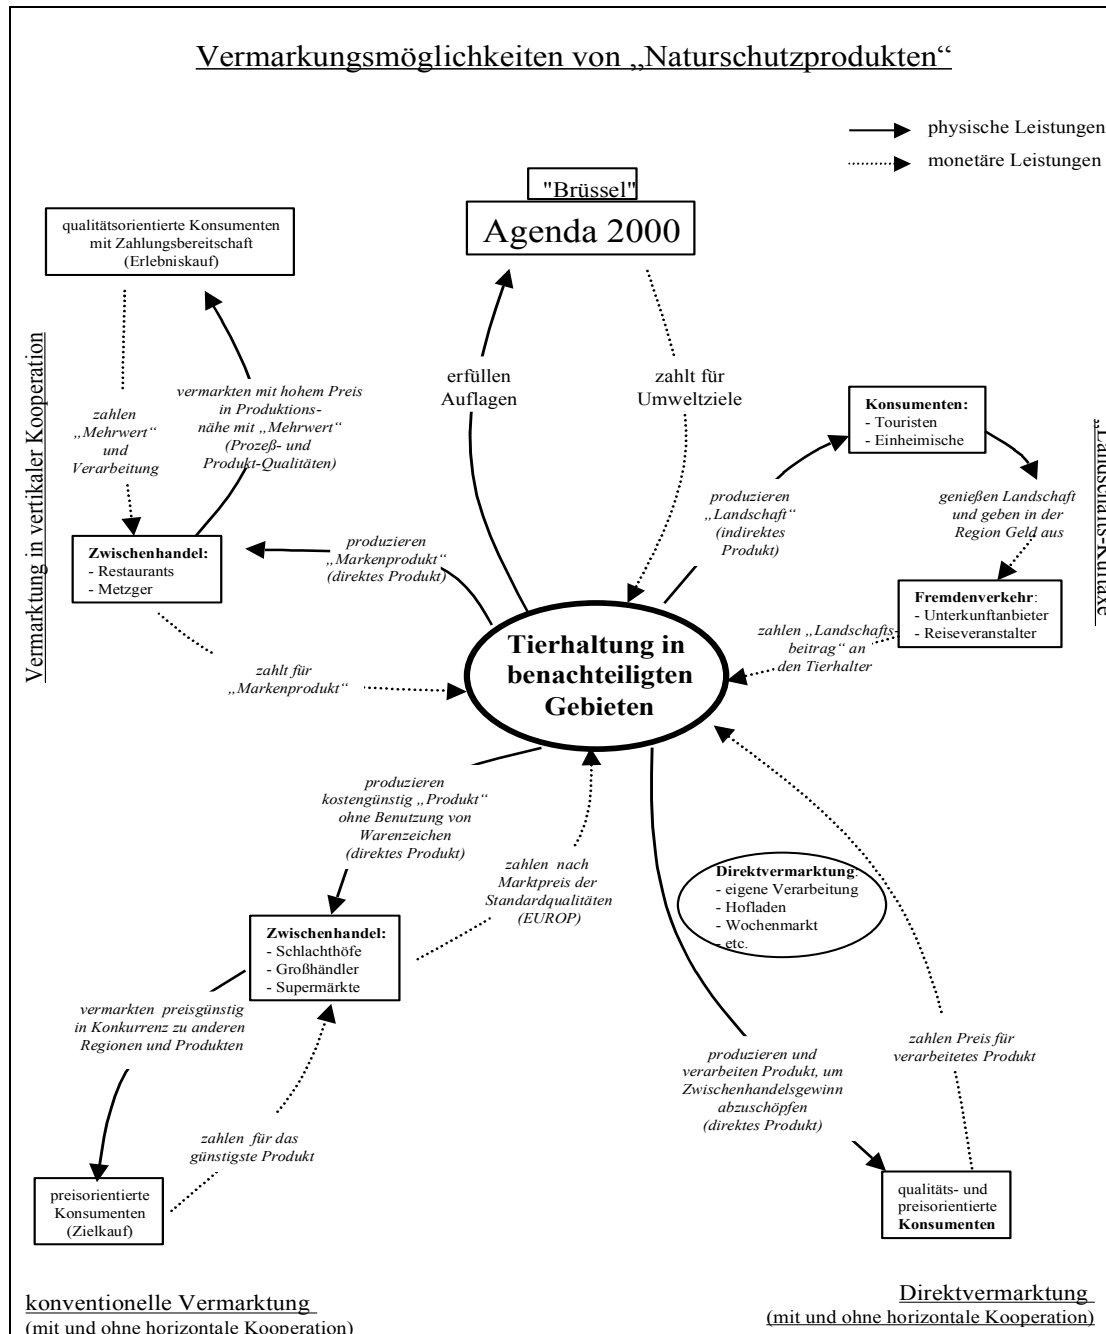 Vermarkungsmöglichkeiten von „Naturschutzprodukten“
physische Leistungen
monetäre Leistungen
"Brüssel"
Agenda 2000
qualitätsorientierte Konsumenten
mit Zahlungsbereitschaft
(Erlebniskauf)
Vermarktung in vertikaler Kooperation
zahlen
„Mehrwert“
und
Verarbeitung
vermarkten mit hohem Preis
in Produktions-
nähe mit „Mehrwert“
(Prozeß- und
Produkt-Qualitäten)
erfüllen
Auflagen
zahlt für
Umweltziele
Konsumenten:
- Touristen
- Einheimische
„Landschafts-Kurtaxe
produzieren
„Landschaft“
(indirektes
Produkt)
genießen Landschaft
und geben in der
Region Geld aus
Zwischenhandel:
- Restaurants
- Metzger
produzieren
„Markenprodukt“
(direktes Produkt)
Fremdenverkehr:
- Unterkunftanbieter
- Reiseveranstalter
zahlen „Landschafts-
beitrag“ an
den Tierhalter
Tierhaltung in
benachteiligten
Gebieten
zahlt für
„Markenprodukt“
produzieren
kostengünstig „Produkt“
ohne Benutzung von
Warenzeichen
(direktes Produkt)
zahlen nach
Marktpreis der
Standardqualitäten
(EUROP)
Direktvermarktung:
- eigene Verarbeitung
- Hofladen
- Wochenmarkt
- etc.
Zwischenhandel:
- Schlachthöfe
- Großhändler
- Supermärkte
vermarkten preisgünstig
in Konkurrenz zu anderen
Regionen und Produkten
produzieren und
verarbeiten Produkt, um
Zwischenhandelsgewinn
abzuschöpfen
(direktes Produkt)
zahlen Preis für
verarbeitetes Produkt
zahlen für das
günstigste Produkt
preisorientierte
Konsumenten
(Zielkauf)
qualitäts- und
preisorientierte
Konsumenten
konventionelle Vermarktung
(mit und ohne horizontale Kooperation)
Direktvermarktung
(mit und ohne horizontale Kooperation)